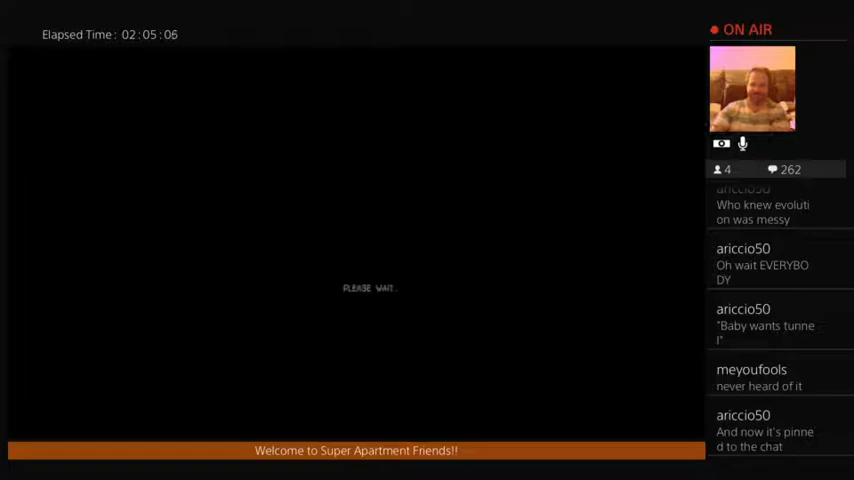 Elapsed Time: 02:05:06
ON AIR
4
262
ariccio50
Who knew evoluti
on was messy
ariccio50
Oh wait EVERYBO
DY
ariccio50
"Baby wants tunne
l"
meyoufools
never heard of it
ariccio50
And now it's pinne
d to the chat
PLEASE WAIT.
Welcome to Super Apartment Friends!!